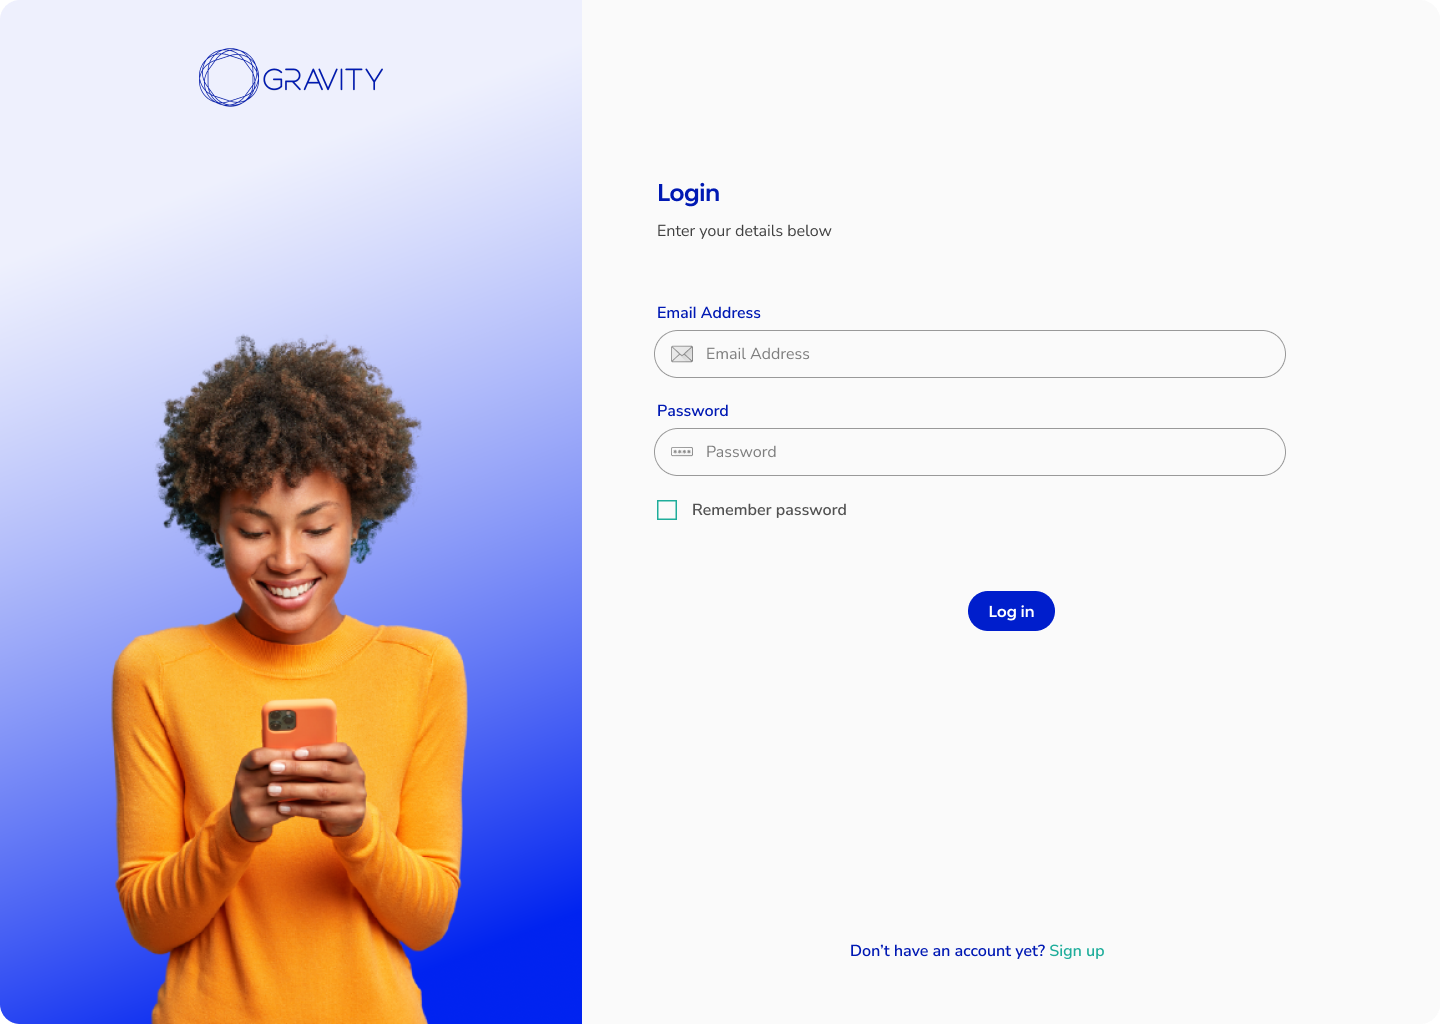 GRAVITY
Login
Enter your details below
Email Address
Email Address
Password
Password
Remember password
Log in
Don't have an account yet? Sign up